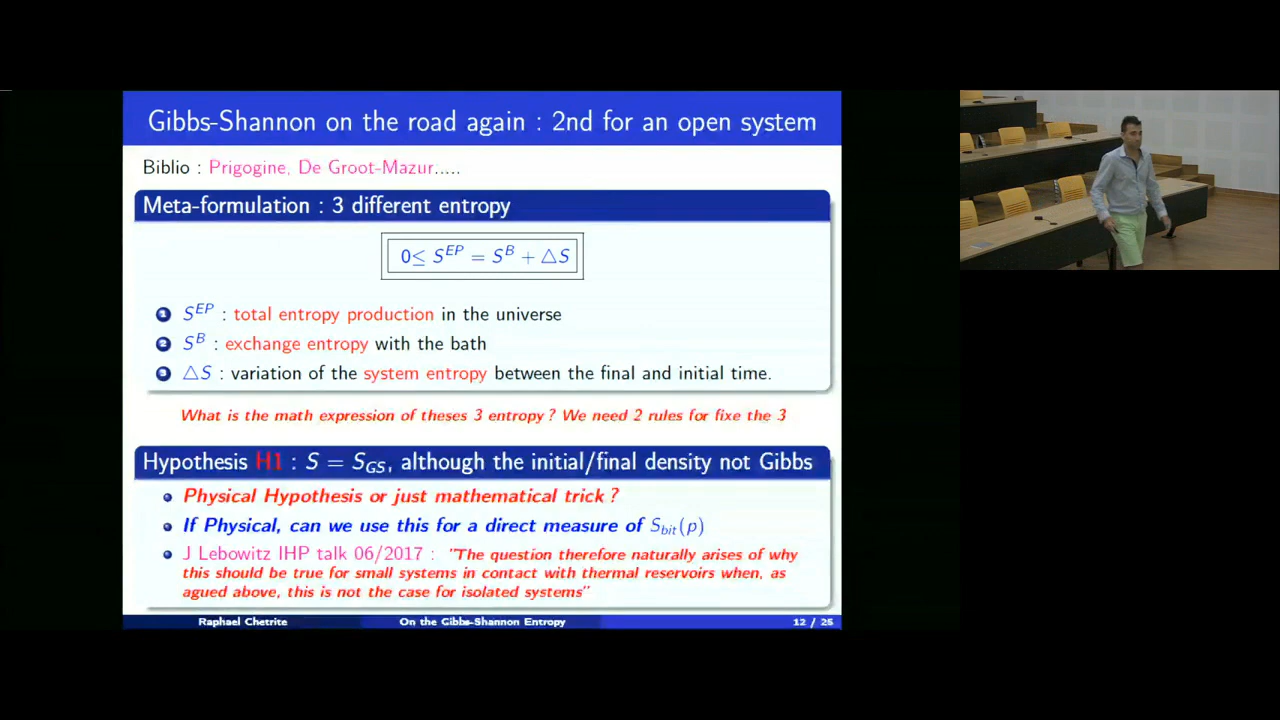 Gibbs-Shannon on the road again : 2nd for an open system
Biblio : Prigogine, De Groot-Mazur.....
Meta-formulation : 3 different entropy
0≤ S^EP = S^B + △S
1 S^EP : total entropy production in the universe
2 S^B : exchange entropy with the bath
3 △S : variation of the system entropy between the final and initial time.
What is the math expression of theses 3 entropy ? We need 2 rules for fixe the 3
Hypothesis H1 : S = S_GS, although the initial/final density not Gibbs
Physical Hypothesis or just mathematical trick ?
If Physical, can we use this for a direct measure of S_bit(p)
J Lebowitz IHP talk 06/2017 : "The question therefore naturally arises of why
this should be true for small systems in contact with thermal reservoirs when, as
agued above, this is not the case for isolated systems"
Raphael Chetrite On the Gibbs-Shannon Entropy 12 / 25